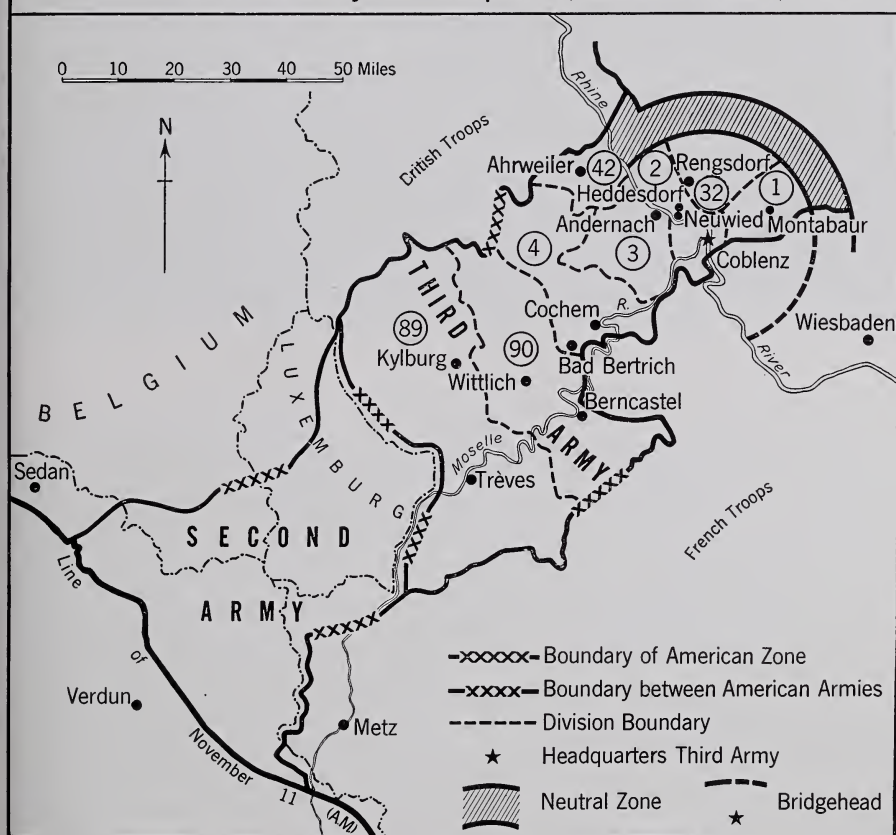 0 10 20 30 40 50 Miles
N
British Troops
Rhine
Ahrweiler
42
2
Rengsdorf
32
1
Heddesdorf
Neuwied
Montabaur
Andernach
4
3
Coblenz
THIRD
Cochem
R.
Wiesbaden
River
89
Kylburg
90
Bad Bertrich
Wittlich
Berncastel
BELGIUM
LUXEMBURG
Moselle
ARMY
Trèves
Sedan
SECOND
French Troops
Line
ARMY
of
Verdun
Metz
November
11
(A.M.)
-xxxxx- Boundary of American Zone
-xxxx- Boundary between American Armies
Division Boundary
★ Headquarters Third Army
Neutral Zone
★ Bridgehead